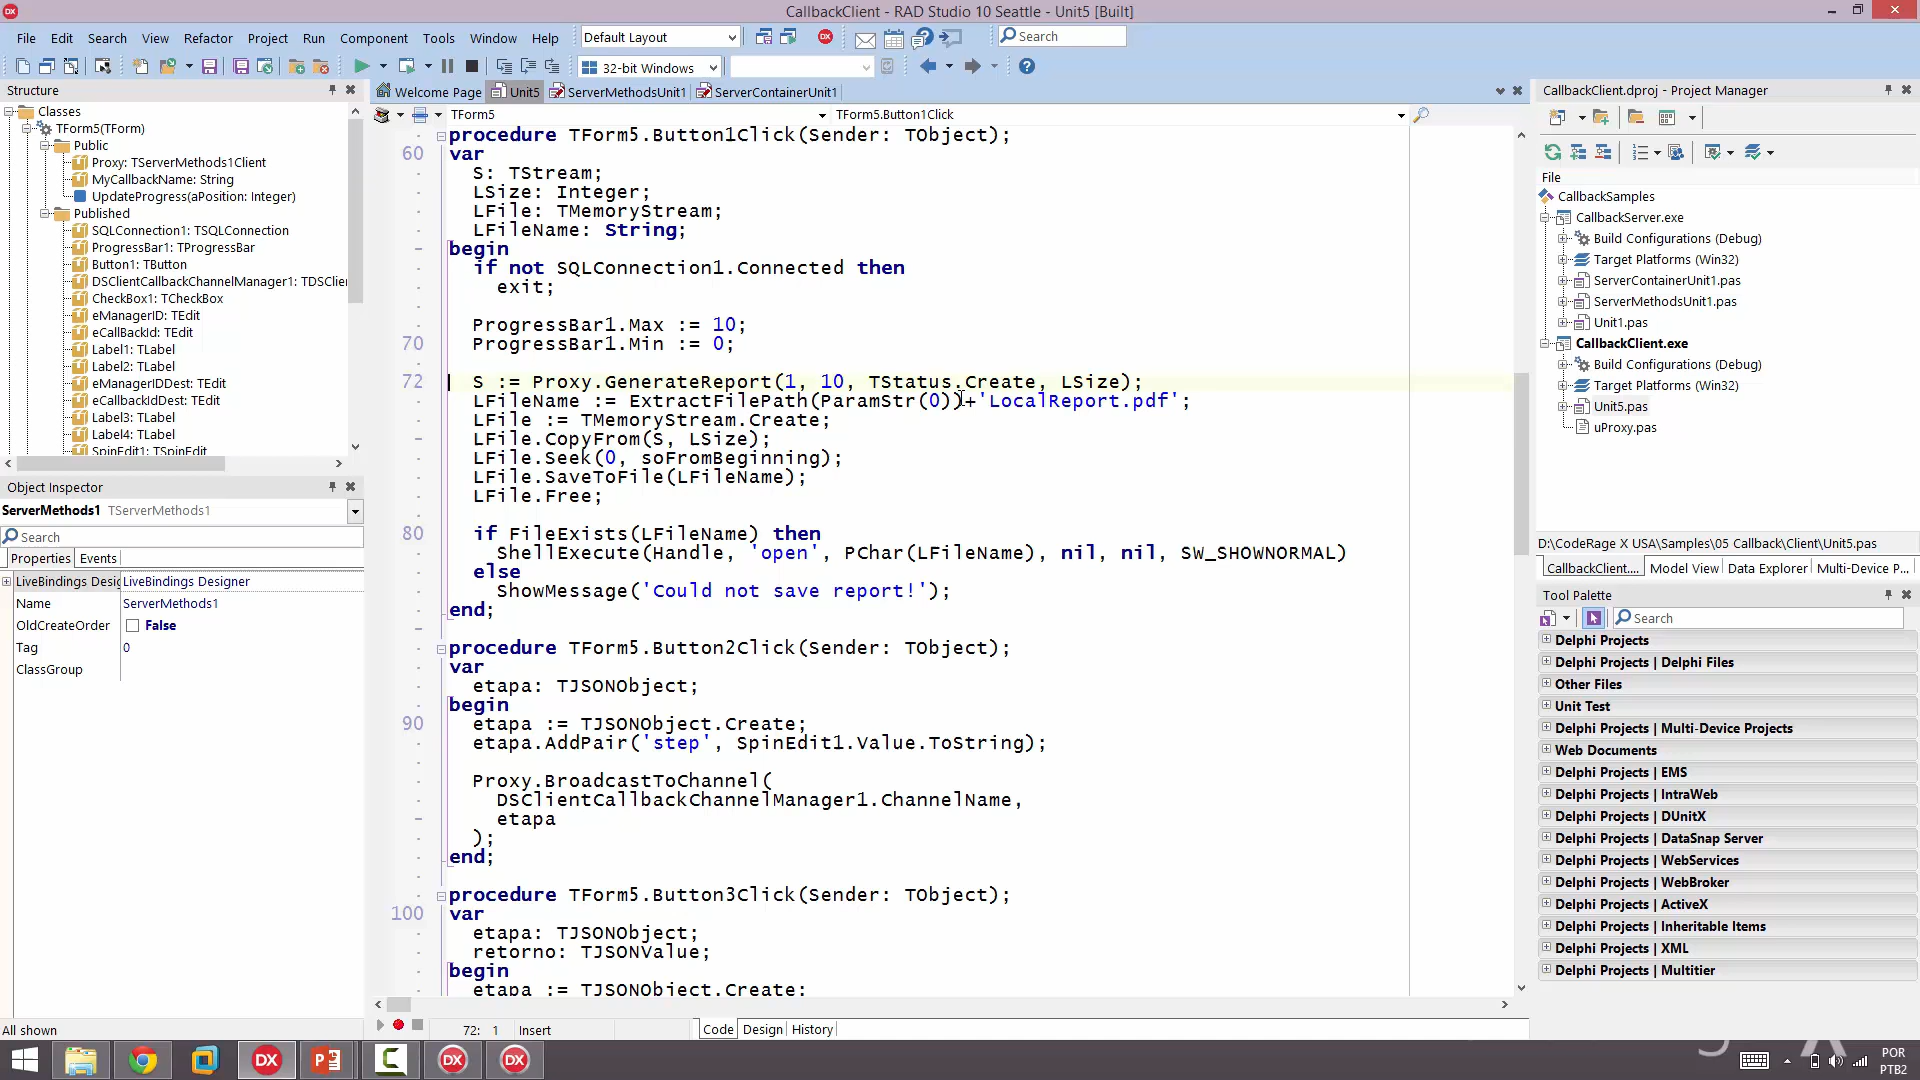 CallbackClient - RAD Studio 10 Seattle - Unit5 [Built]
File Edit Search View Refactor Project Run Component Tools Window Help
Default Layout
Search
32-bit Windows
Structure
Classes
TForm5(TForm)
Public
Proxy: TServerMethods1Client
MyCallbackName: String
UpdateProgress(aPosition: Integer)
Published
SQLConnection1: TSQLConnection
ProgressBar1: TProgressBar
Button1: TButton
DSClientCallbackChannelManager1: TDSClie
CheckBox1: TCheckBox
eManagerID: TEdit
eCallBackId: TEdit
Label1: TLabel
Label2: TLabel
eManagerIDDest: TEdit
eCallbackIdDest: TEdit
Label3: TLabel
Label4: TLabel
SpinEdit1: TSpinEdit
Object Inspector
ServerMethods1 TServerMethods1
Search
Properties Events
LiveBindings Desig LiveBindings Designer
Name ServerMethods1
OldCreateOrder False
Tag 0
ClassGroup
All shown
Welcome Page Unit5 ServerMethodsUnit1 ServerContainerUnit1
TForm5 TForm5.Button1Click
procedure TForm5.Button1Click(Sender: TObject);
60 var
S: TStream;
LSize: Integer;
LFile: TMemoryStream;
LFileName: String;
begin
if not SQLConnection1.Connected then
exit;
ProgressBar1.Max := 10;
70 ProgressBar1.Min := 0;
72 S := Proxy.GenerateReport(1, 10, TStatus.Create, LSize);
LFileName := ExtractFilePath(ParamStr(0))+'LocalReport.pdf';
LFile := TMemoryStream.Create;
LFile.CopyFrom(S, LSize);
LFile.Seek(0, soFromBeginning);
LFile.SaveToFile(LFileName);
LFile.Free;
80 if FileExists(LFileName) then
ShellExecute(Handle, 'open', PChar(LFileName), nil, nil, SW_SHOWNORMAL)
else
ShowMessage('Could not save report!');
end;
procedure TForm5.Button2Click(Sender: TObject);
var
etapa: TJSONObject;
begin
90 etapa := TJSONObject.Create;
etapa.AddPair('step', SpinEdit1.Value.ToString);
Proxy.BroadcastToChannel(
DSClientCallbackChannelManager1.ChannelName,
etapa
);
end;
procedure TForm5.Button3Click(Sender: TObject);
100 var
etapa: TJSONObject;
retorno: TJSONValue;
begin
etapa := TJSONObject.Create;
72: 1 Insert
Code Design History
CallbackClient.dproj - Project Manager
File
CallbackSamples
CallbackServer.exe
Build Configurations (Debug)
Target Platforms (Win32)
ServerContainerUnit1.pas
ServerMethodsUnit1.pas
Unit1.pas
CallbackClient.exe
Build Configurations (Debug)
Target Platforms (Win32)
Unit5.pas
uProxy.pas
D:\CodeRage X USA\Samples\05 Callback\Client\Unit5.pas
CallbackClient.... Model View Data Explorer Multi-Device P...
Tool Palette
Search
Delphi Projects
Delphi Projects | Delphi Files
Other Files
Unit Test
Delphi Projects | Multi-Device Projects
Web Documents
Delphi Projects | EMS
Delphi Projects | IntraWeb
Delphi Projects | DUnitX
Delphi Projects | DataSnap Server
Delphi Projects | WebServices
Delphi Projects | WebBroker
Delphi Projects | ActiveX
Delphi Projects | Inheritable Items
Delphi Projects | XML
Delphi Projects | Multitier
POR
PTB2